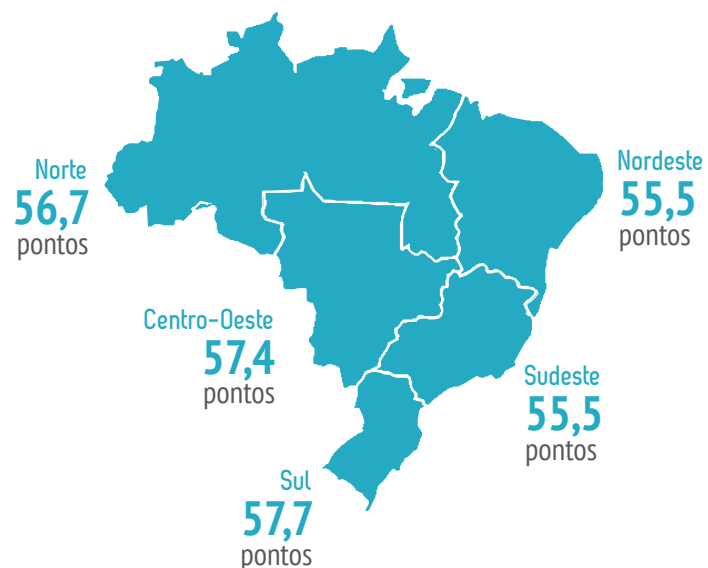 Norte
56,7
pontos
Nordeste
55,5
pontos
Centro-Oeste
57,4
pontos
Sudeste
55,5
pontos
Sul
57,7
pontos